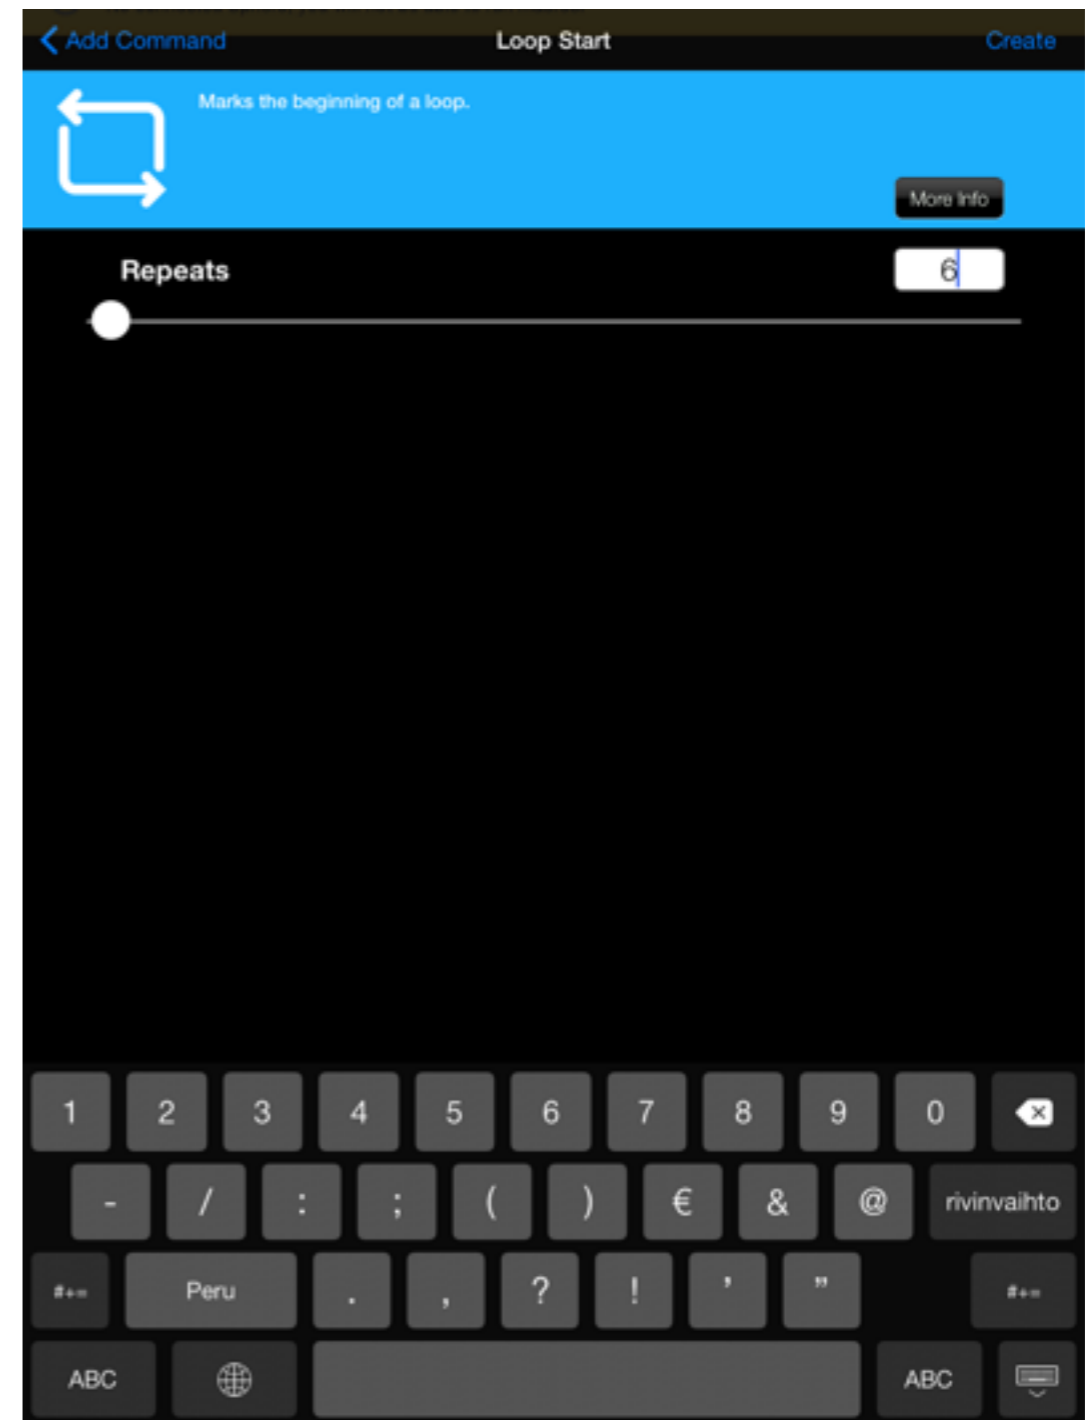 Add Command Loop Start Create
Marks the beginning of a loop.
More Info
Repeats 6
1 2 3 4 5 6 7 8 9 0
- / : ; ( ) € & @ rivinvaihto
#+= Peru . , ? ! ' " #+=
ABC ABC